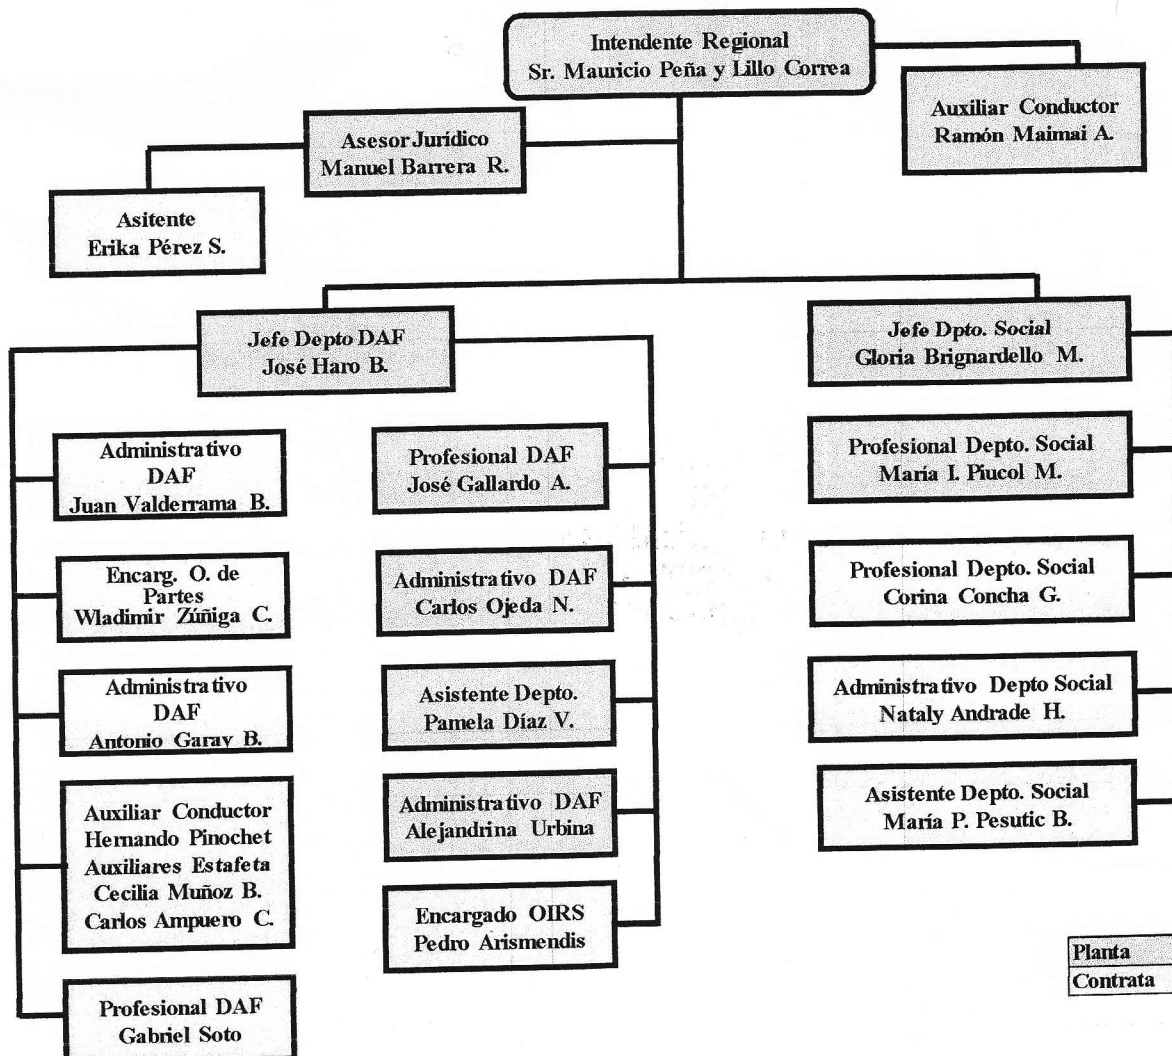 Intendente Regional
Sr. Mauricio Peña y Lillo Correa
Auxiliar Conductor
Ramón Maimai A.
Asesor Jurídico
Manuel Barrera R.
Asitente
Erika Pérez S.
Jefe Depto DAF
José Haro B.
Jefe Dpto. Social
Gloria Brignardello M.
Administrativo
DAF
Juan Valderrama B.
Encarg. O. de
Partes
Wladimir Zúñiga C.
Administrativo
DAF
Antonio Garay B.
Auxiliar Conductor
Hernando Pinochet
Auxiliares Estafeta
Cecilia Muñoz B.
Carlos Ampuero C.
Profesional DAF
Gabriel Soto
Profesional DAF
José Gallardo A.
Administrativo DAF
Carlos Ojeda N.
Asistente Depto.
Pamela Díaz V.
Administrativo DAF
Alejandrina Urbina
Encargado OIRS
Pedro Arismendis
Profesional Depto. Social
María I. Piucol M.
Profesional Depto. Social
Corina Concha G.
Administrativo Depto Social
Nataly Andrade H.
Asistente Depto. Social
María P. Pesutic B.
Planta
Contrata